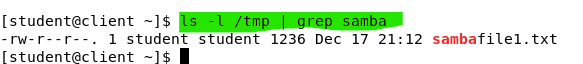 [student@client ~]$ ls -l /tmp | grep samba
-rw-r--r--. 1 student student 1236 Dec 17 21:12 sambafile1.txt
[student@client ~]$